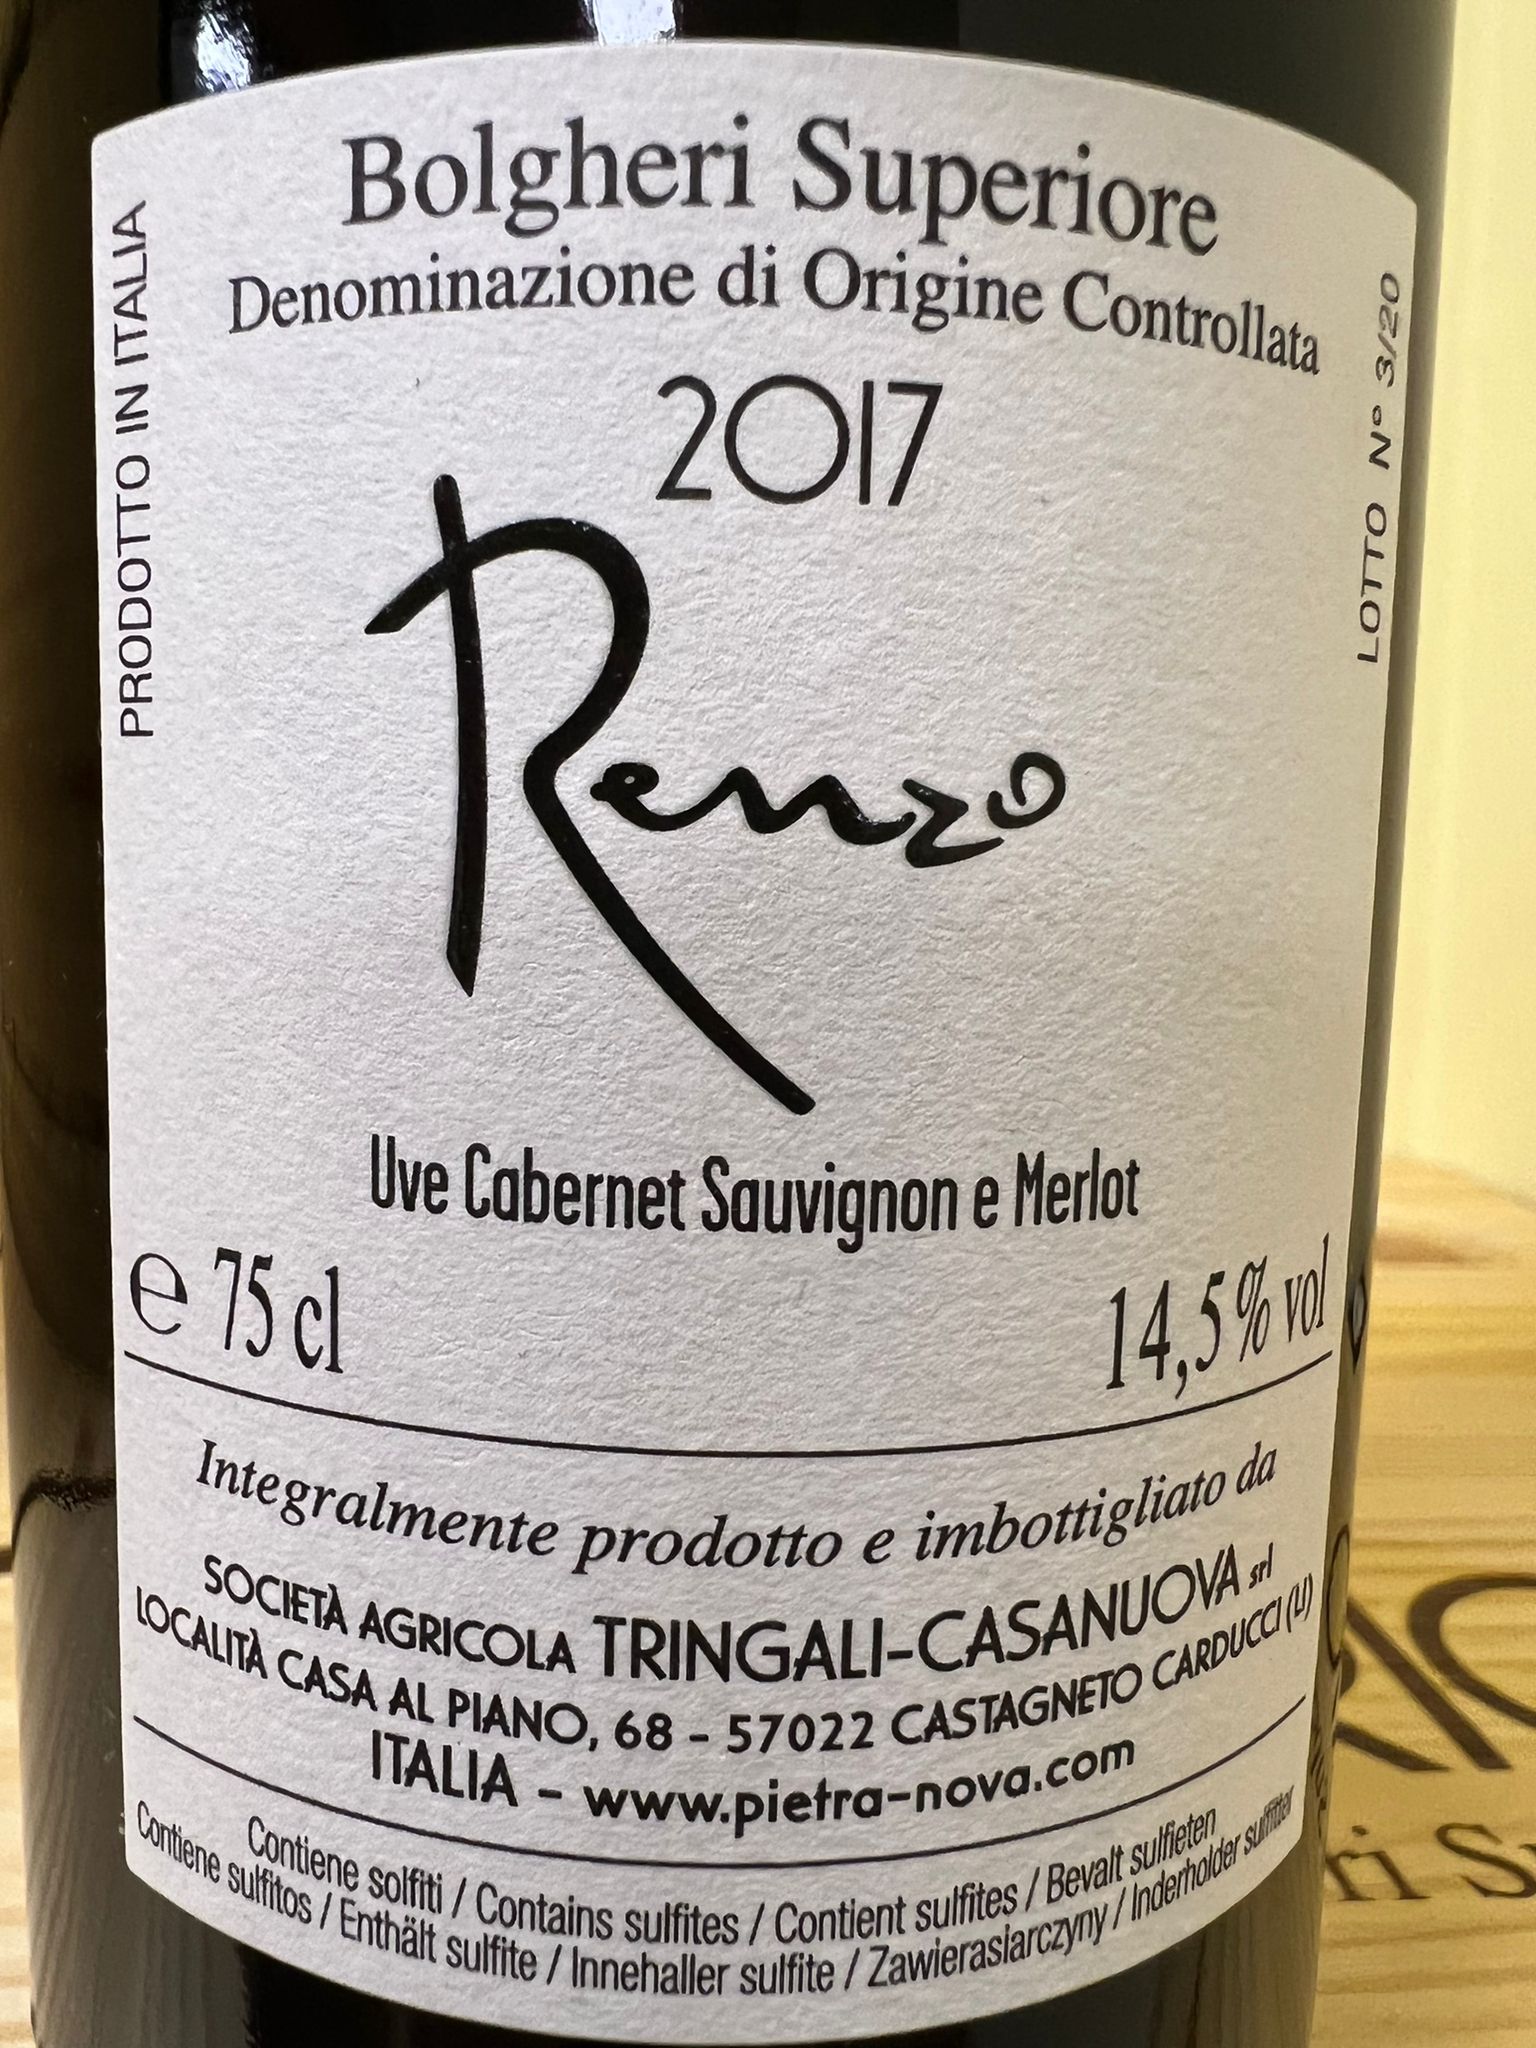 Bolgheri Superiore
Denominazione di Origine Controllata
2017
PRODOTTO IN ITALIA
LOTTO N° 3/20
Renzo
Uve Cabernet Sauvignon e Merlot
e 75 cl
14,5% vol
Integralmente prodotto e imbottigliato da
SOCIETÀ AGRICOLA TRINGALI-CASANUOVA srl
LOCALITÀ CASA AL PIANO, 68 - 57022 CASTAGNETO CARDUCCI (LI)
ITALIA - www.pietra-nova.com
Contiene solfiti / Contains sulfites / Contient sulfites / Bevalt sulfieten
Contiene sulfitos / Enthält sulfite / Innehaller sulfite / Zawierasiarczyny / Inderholder sulfitter